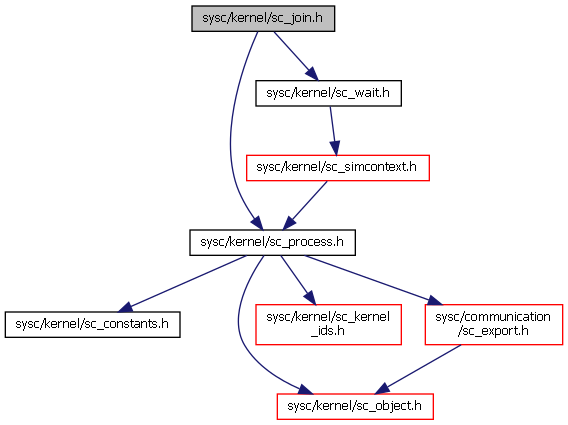 sysc/kernel/sc_join.h
sysc/kernel/sc_wait.h
sysc/kernel/sc_simcontext.h
sysc/kernel/sc_process.h
sysc/kernel/sc_constants.h
sysc/kernel/sc_kernel
_ids.h
sysc/communication
/sc_export.h
sysc/kernel/sc_object.h